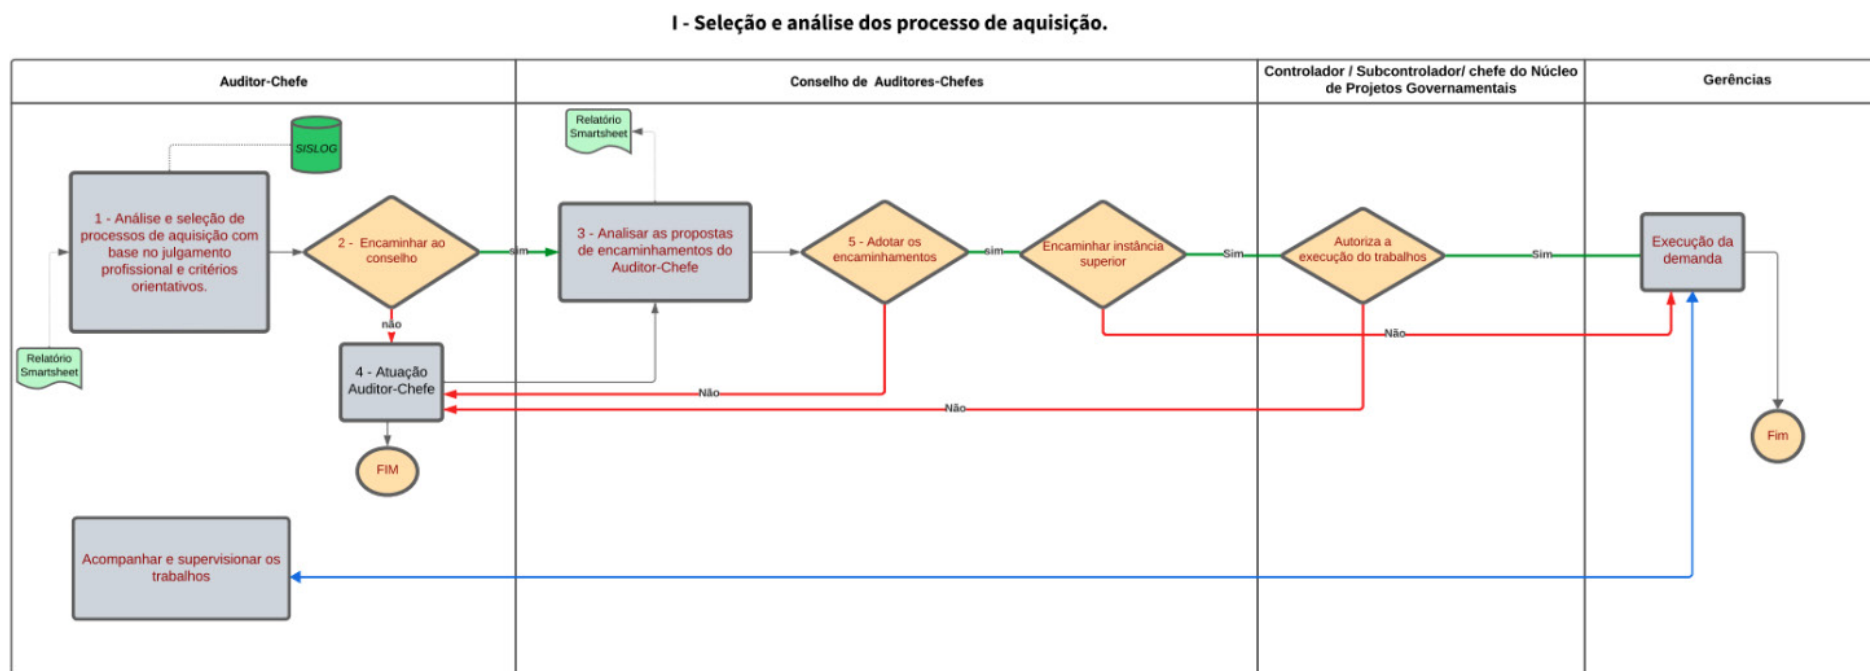 I - Seleção e análise dos processo de aquisição.
Auditor-Chefe
Conselho de Auditores-Chefes
Controlador / Subcontrolador/ chefe do Núcleo
de Projetos Governamentais
Gerências
SISLOG
Relatório
Smartsheet
1 - Análise e seleção de
processos de aquisição com
base no julgamento
profissional e critérios
orientativos.
2 - Encaminhar ao
conselho
sim
3 - Analisar as propostas
de encaminhamentos do
Auditor-Chefe
5 - Adotar os
encaminhamentos
sim
Encaminhar instância
superior
Sim
Autoriza a
execução do trabalhos
Sim
Execução da
demanda
não
Não
Relatório
Smartsheet
4 - Atuação
Auditor-Chefe
Não
Não
FIM
Fim
Acompanhar e supervisionar os
trabalhos